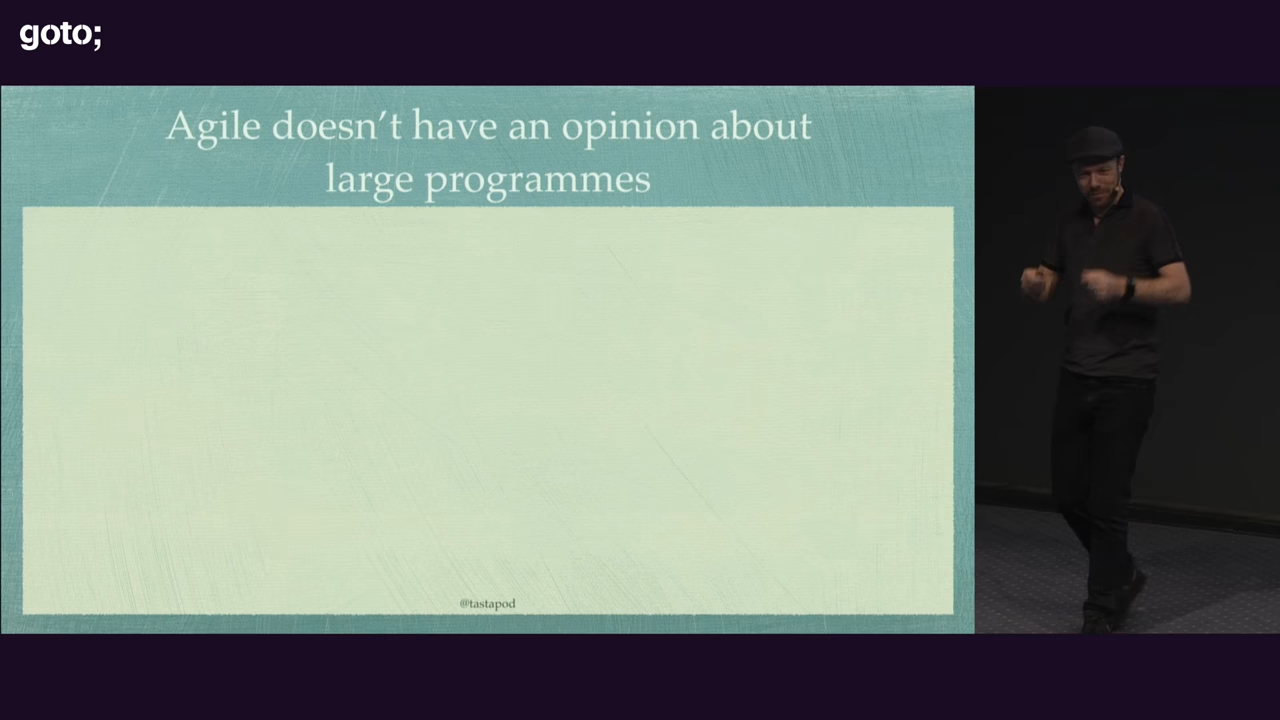 goto;
Agile doesn't have an opinion about
large programmes
@tastapod